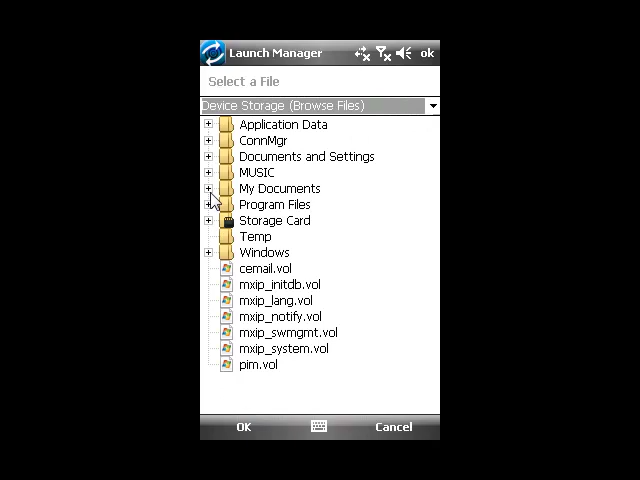 Launch Manager ok
Select a File
Device Storage (Browse Files)
Application Data
ConnMgr
Documents and Settings
MUSIC
My Documents
Program Files
Storage Card
Temp
Windows
cemail.vol
mxip_initdb.vol
mxip_lang.vol
mxip_notify.vol
mxip_swmgmt.vol
mxip_system.vol
pim.vol
OK Cancel